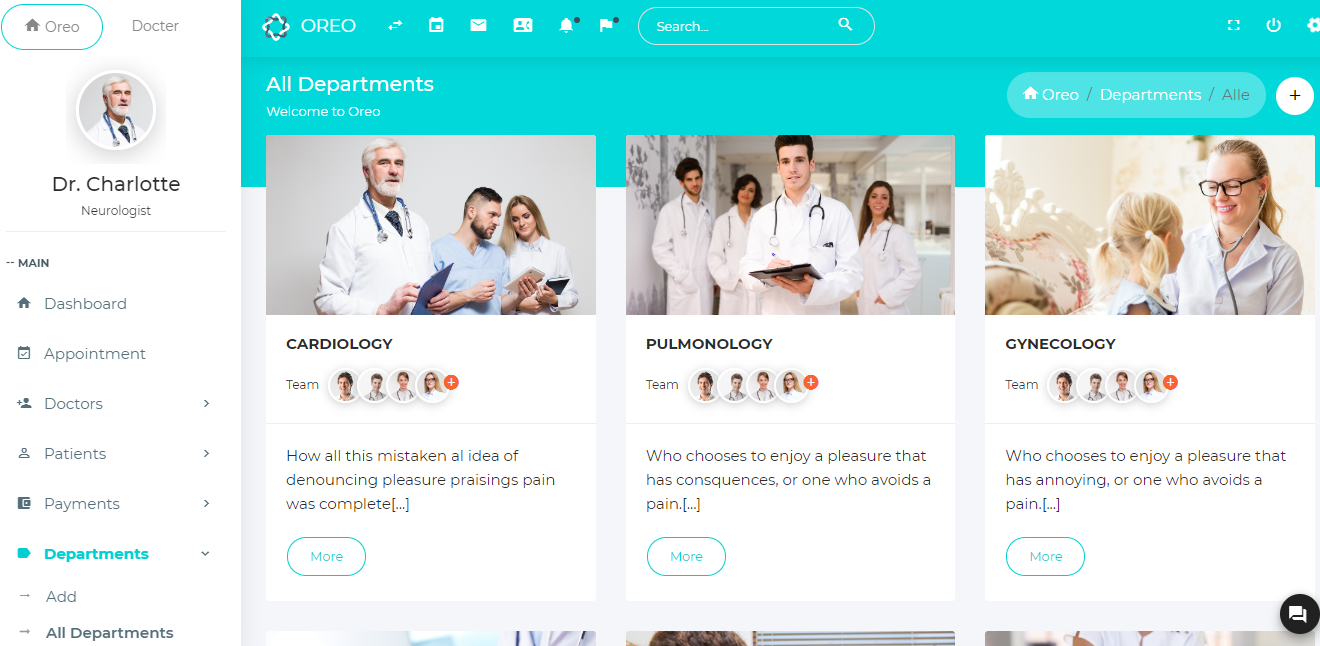 Oreo
Docter
Dr. Charlotte
Neurologist
-- MAIN
Dashboard
Appointment
Doctors
Patients
Payments
Departments
Add
All Departments
OREO
Search...
All Departments
Welcome to Oreo
Oreo / Departments / Alle
+
CARDIOLOGY
Team
+
How all this mistaken al idea of
denouncing pleasure praisings pain
was complete[...]
More
PULMONOLOGY
Team
+
Who chooses to enjoy a pleasure that
has consquences, or one who avoids a
pain.[...]
More
GYNECOLOGY
Team
+
Who chooses to enjoy a pleasure that
has annoying, or one who avoids a
pain.[...]
More